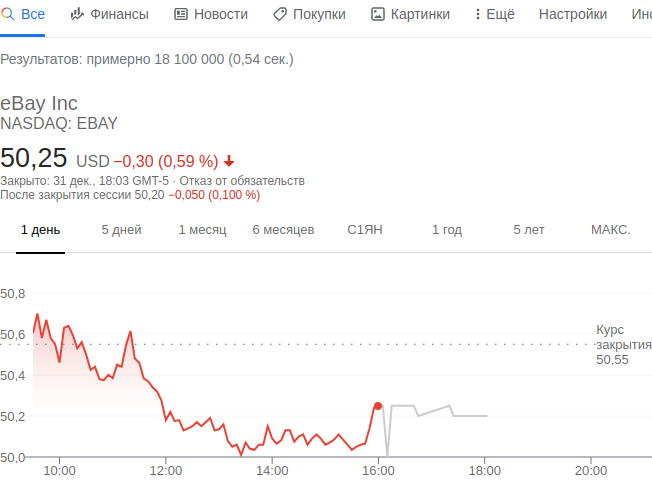 Все Финансы Новости Покупки Картинки Ещё Настройки Инс
Результатов: примерно 18 100 000 (0,54 сек.)
eBay Inc
NASDAQ: EBAY
50,25 USD −0,30 (0,59 %)
Закрыто: 31 дек., 18:03 GMT-5 · Отказ от обязательств
После закрытия сессии 50,20 −0,050 (0,100 %)
1 день 5 дней 1 месяц 6 месяцев С1ЯН 1 год 5 лет МАКС.
50,8
50,6
Курс
закрытия
50,55
50,4
50,2
50,0
10:00 12:00 14:00 16:00 18:00 20:00